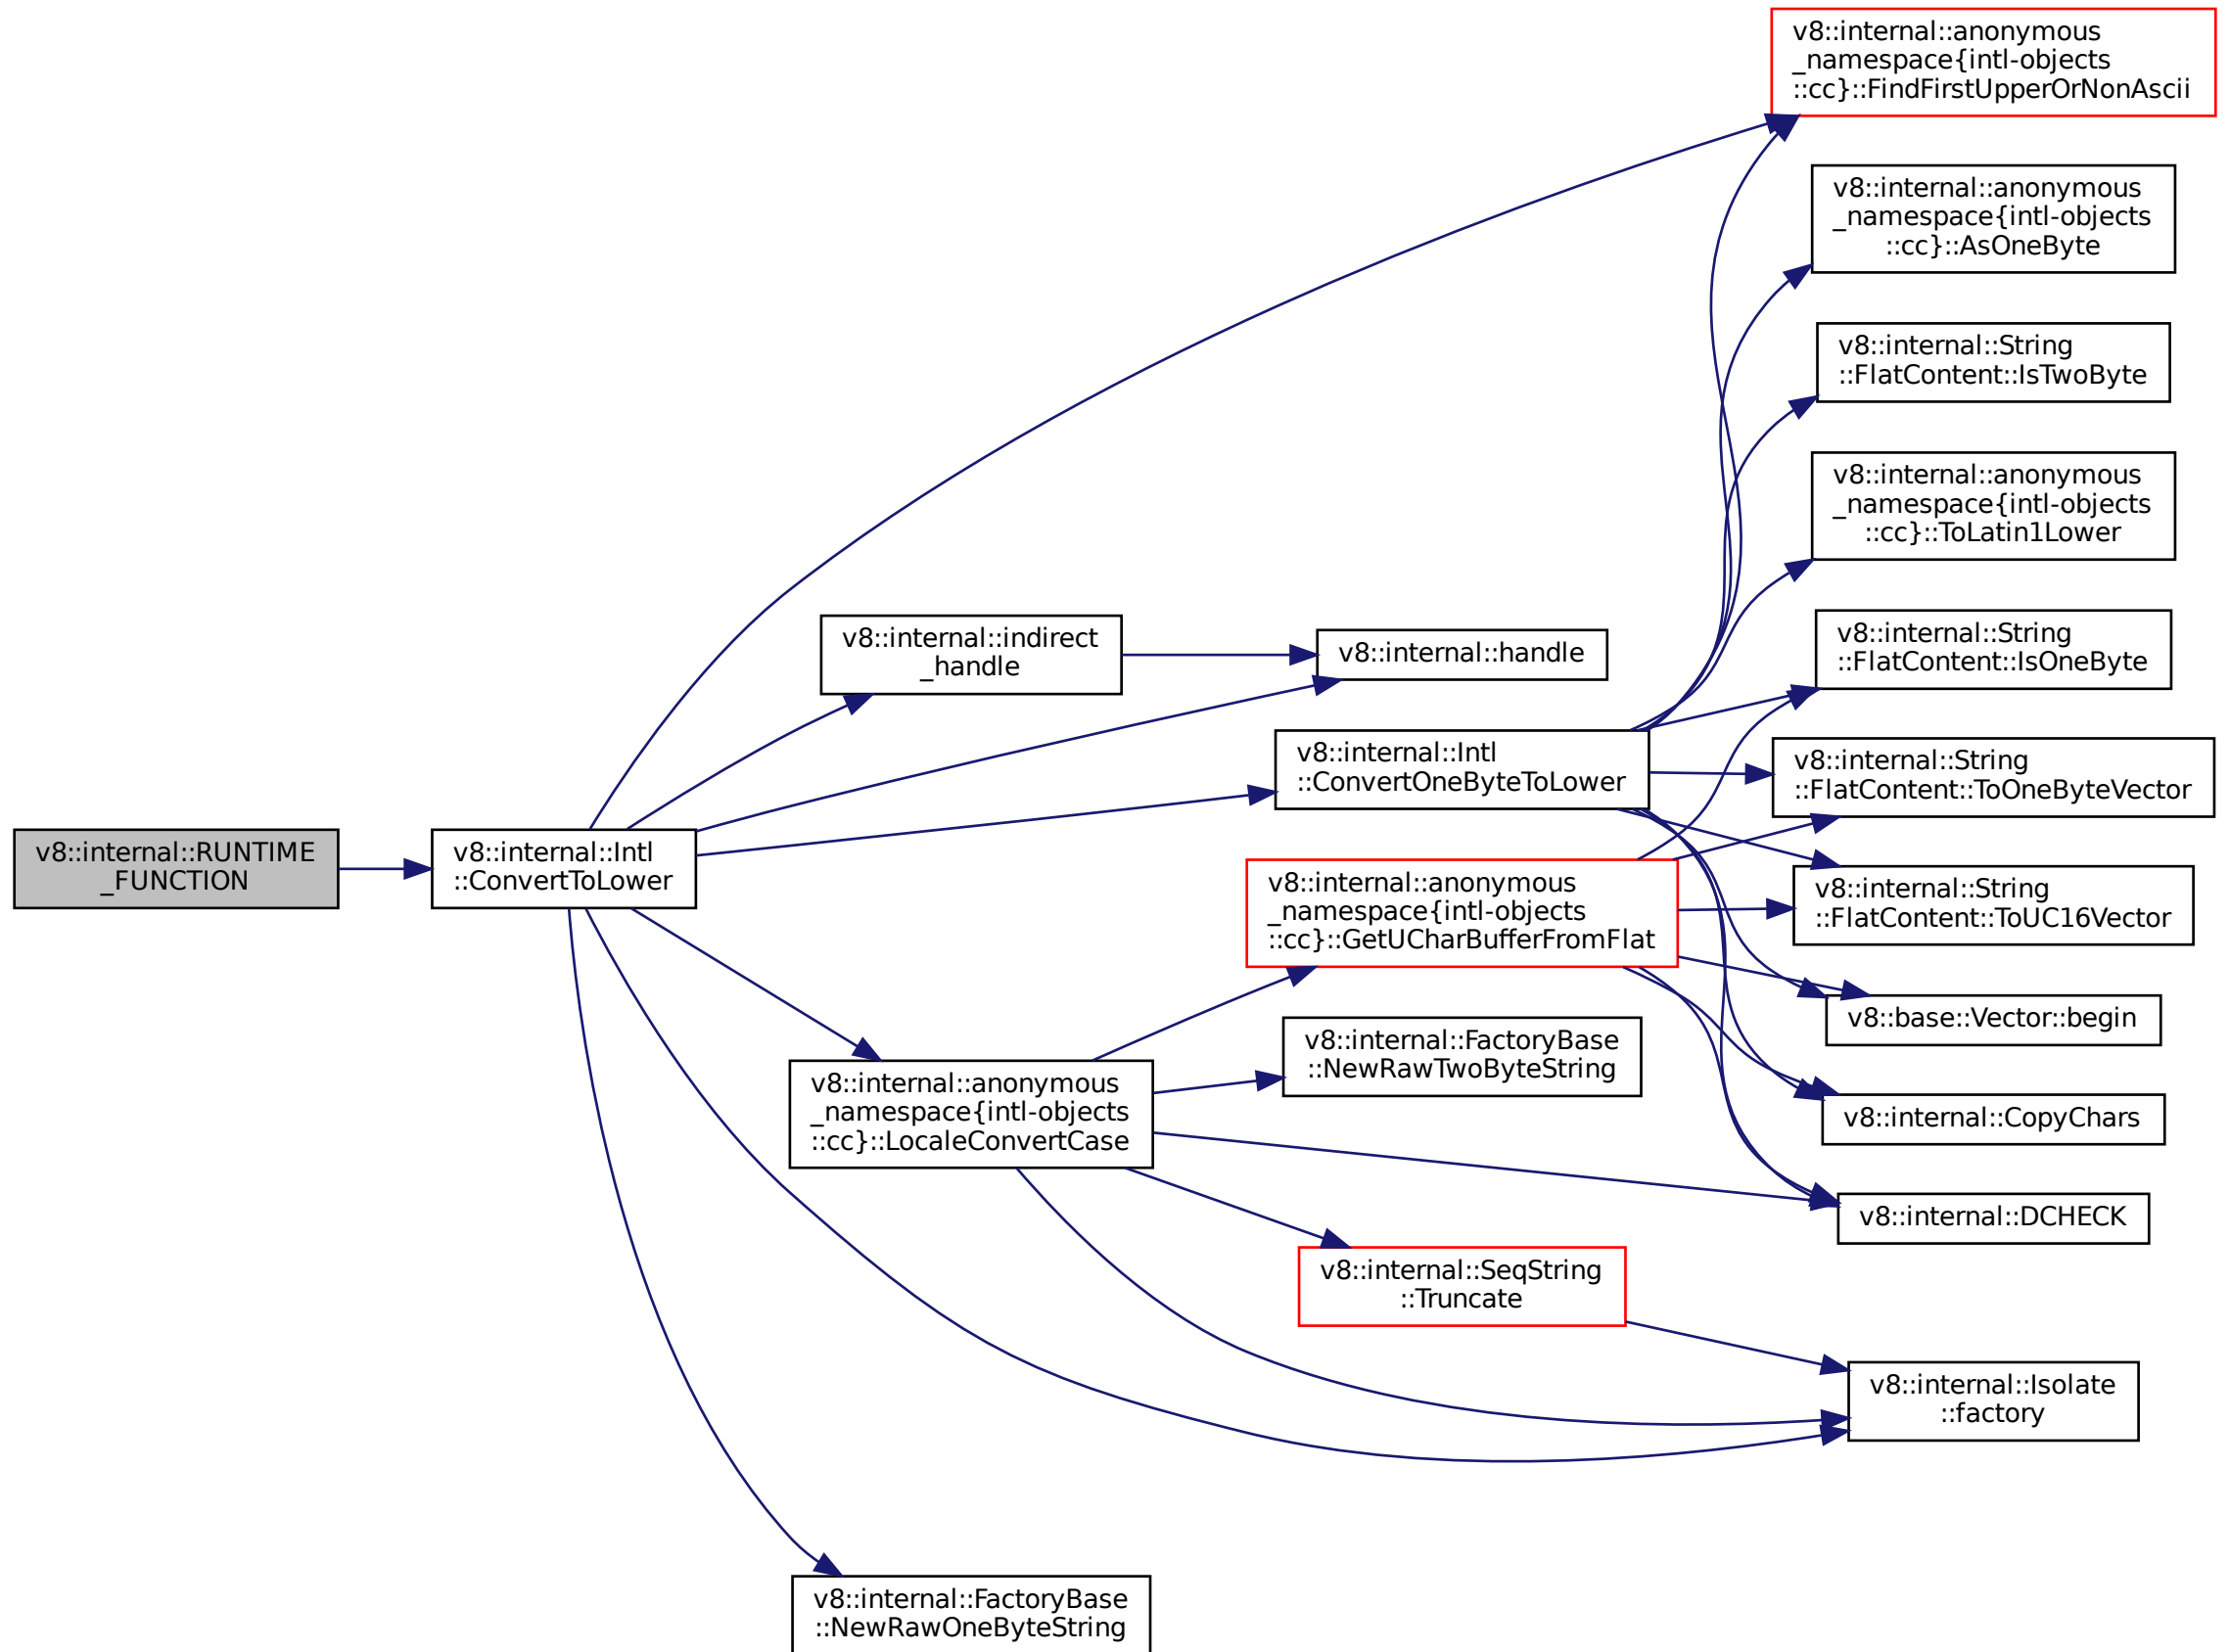 v8::internal::RUNTIME
_FUNCTION
v8::internal::Intl
::ConvertToLower
v8::internal::anonymous
_namespace{intl-objects
::cc}::FindFirstUpperOrNonAscii
v8::internal::indirect
_handle
v8::internal::handle
v8::internal::Intl
::ConvertOneByteToLower
v8::internal::anonymous
_namespace{intl-objects
::cc}::AsOneByte
v8::internal::String
::FlatContent::IsTwoByte
v8::internal::anonymous
_namespace{intl-objects
::cc}::ToLatin1Lower
v8::internal::String
::FlatContent::IsOneByte
v8::internal::String
::FlatContent::ToOneByteVector
v8::internal::String
::FlatContent::ToUC16Vector
v8::base::Vector::begin
v8::internal::CopyChars
v8::internal::DCHECK
v8::internal::anonymous
_namespace{intl-objects
::cc}::LocaleConvertCase
v8::internal::anonymous
_namespace{intl-objects
::cc}::GetUCharBufferFromFlat
v8::internal::FactoryBase
::NewRawTwoByteString
v8::internal::SeqString
::Truncate
v8::internal::Isolate
::factory
v8::internal::FactoryBase
::NewRawOneByteString